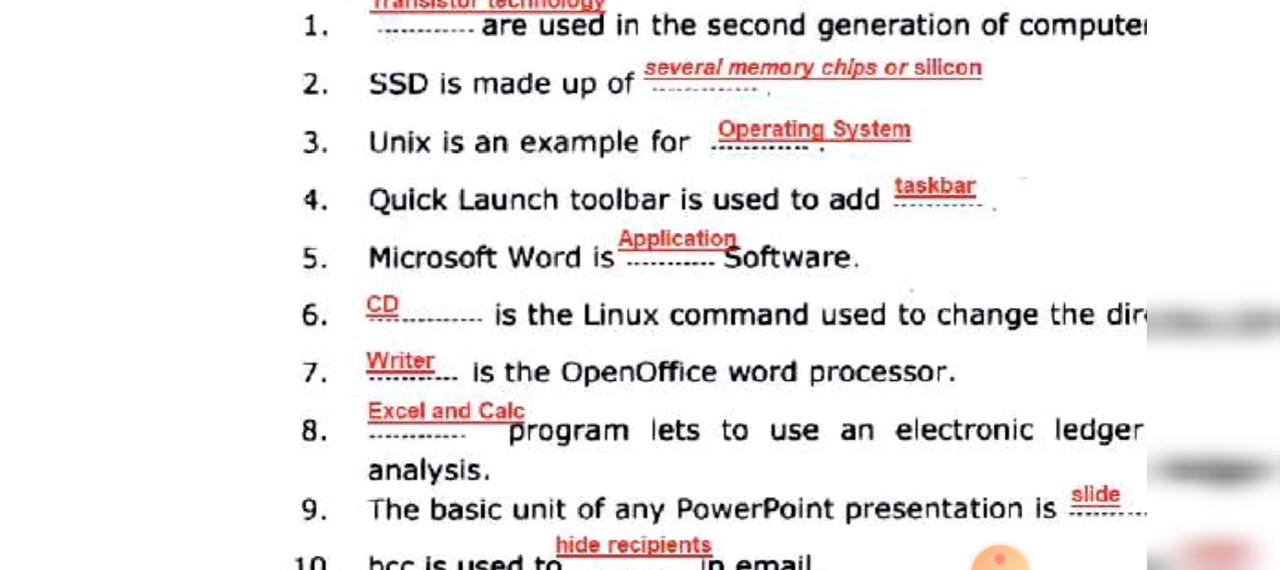 Transistor technology
1. ............ are used in the second generation of computer
several memory chips or silicon
2. SSD is made up of ............. .
Operating System
3. Unix is an example for ............ .
taskbar
4. Quick Launch toolbar is used to add ........... .
Application
5. Microsoft Word is ............ Software.
6. CD............ is the Linux command used to change the dir
Writer
7. ............ is the OpenOffice word processor.
Excel and Calc
8. ............ program lets to use an electronic ledger
analysis.
slide
9. The basic unit of any PowerPoint presentation is ..........
hide recipients
10. bcc is used to in email